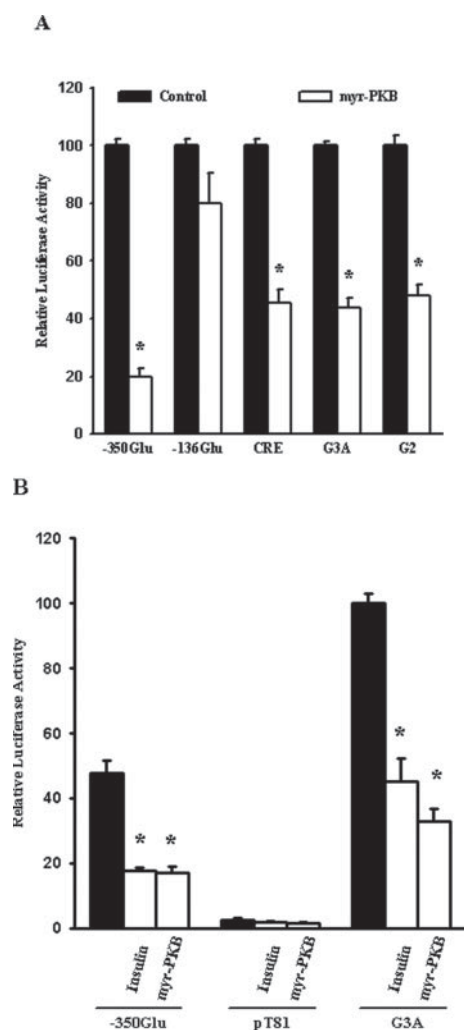 A
120
Control
myr-PKB
100
80
60
40
20
0
Relative Luciferase Activity
*
*
*
*
-350Glu
-136Glu
CRE
G3A
G2
B
120
100
80
60
40
20
0
Relative Luciferase Activity
*
*
*
*
Insulin
myr-PKB
Insulin
myr-PKB
Insulin
myr-PKB
-350Glu
pT81
G3A